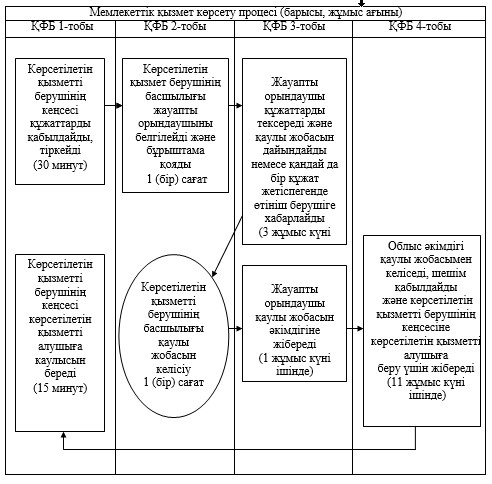 Мемлекеттік қызмет көрсету процесі (барысы, жұмыс ағыны)
ҚФБ 1-тобы
ҚФБ 2-тобы
ҚФБ 3-тобы
ҚФБ 4-тобы
Көрсетілетін
қызметті
берушінің
кеңсесі
құжаттарды
қабылдайды,
тіркейді
(30 минут)
Көрсетілетін
қызмет берушінің
басшылығы
жауапты
орындаушыны
белгілейді және
бұрыштама
қояды
1 (бір) сағат
Жауапты
орындаушы
құжаттарды
тексереді және
қаулы жобасын
дайындайды
немесе қандай да
бір құжат
жетіспегенде
өтініш берушіге
хабарлайды
(3 жұмыс күні
Көрсетілетін
қызметті
берушінің
кеңсесі
көрсетілетін
қызметті
алушыға
қаулысын
береді
(15 минут)
Көрсетілетін
қызметті
берушінің
басшылығы
қаулы
жобасын
келісу
1 (бір) сағат
Жауапты
орындаушы
қаулы жобасын
әкімдігіне
жібереді
(1 жұмыс күні
ішінде)
Облыс әкімдігі
қаулы жобасымен
келіседі, шешім
қабылдайды
және көрсетілетін
қызметті берушінің
кеңсесіне
көрсетілетін қызметті
алушыға
беру үшін жібереді
(11 жұмыс күні
ішінде)